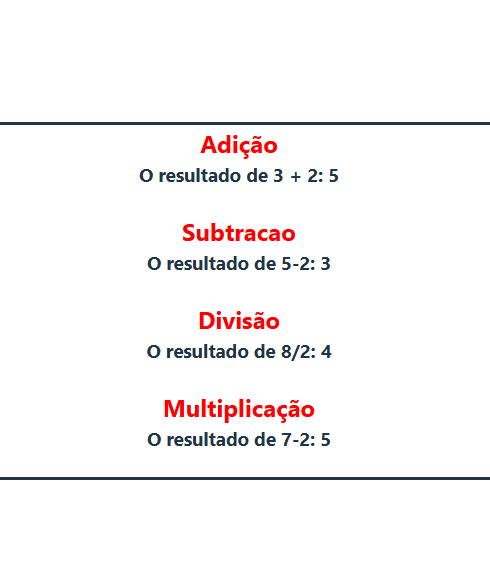 Adição
O resultado de 3 + 2: 5
Subtracao
O resultado de 5-2: 3
Divisão
O resultado de 8/2: 4
Multiplicação
O resultado de 7-2: 5